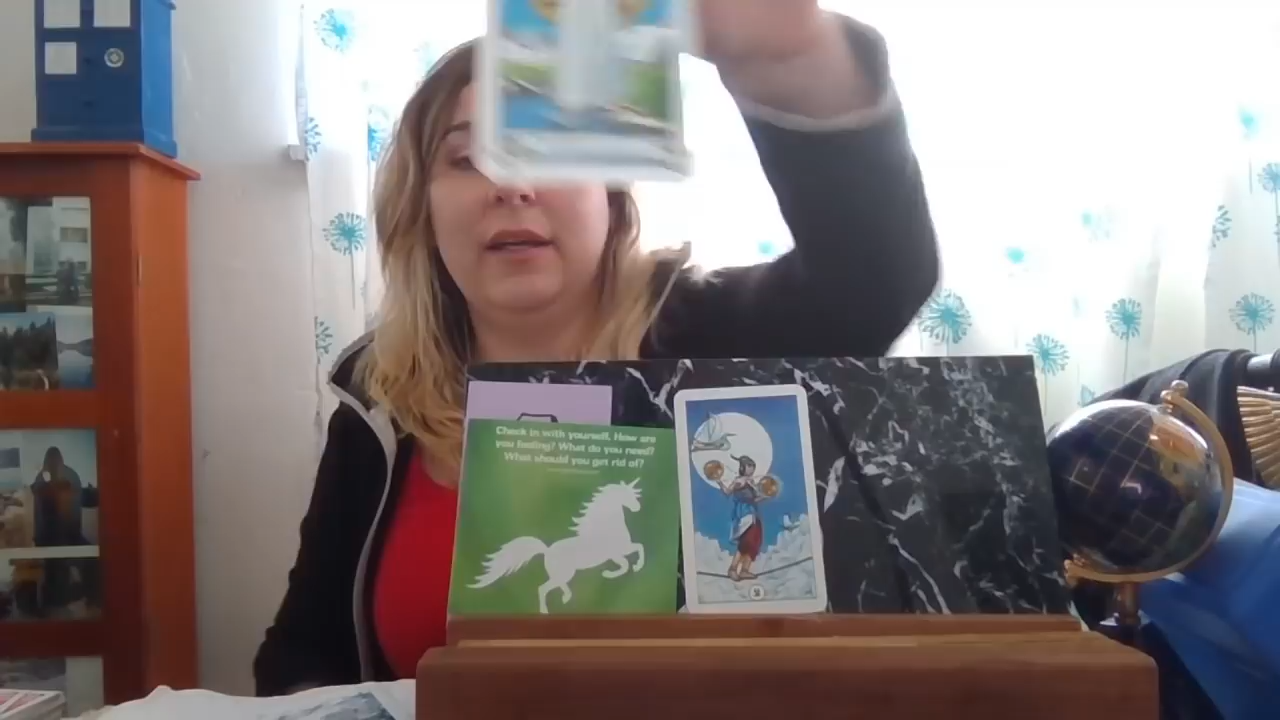 Check in with yourself. How are
you feeling? What do you need?
What should you get rid of?